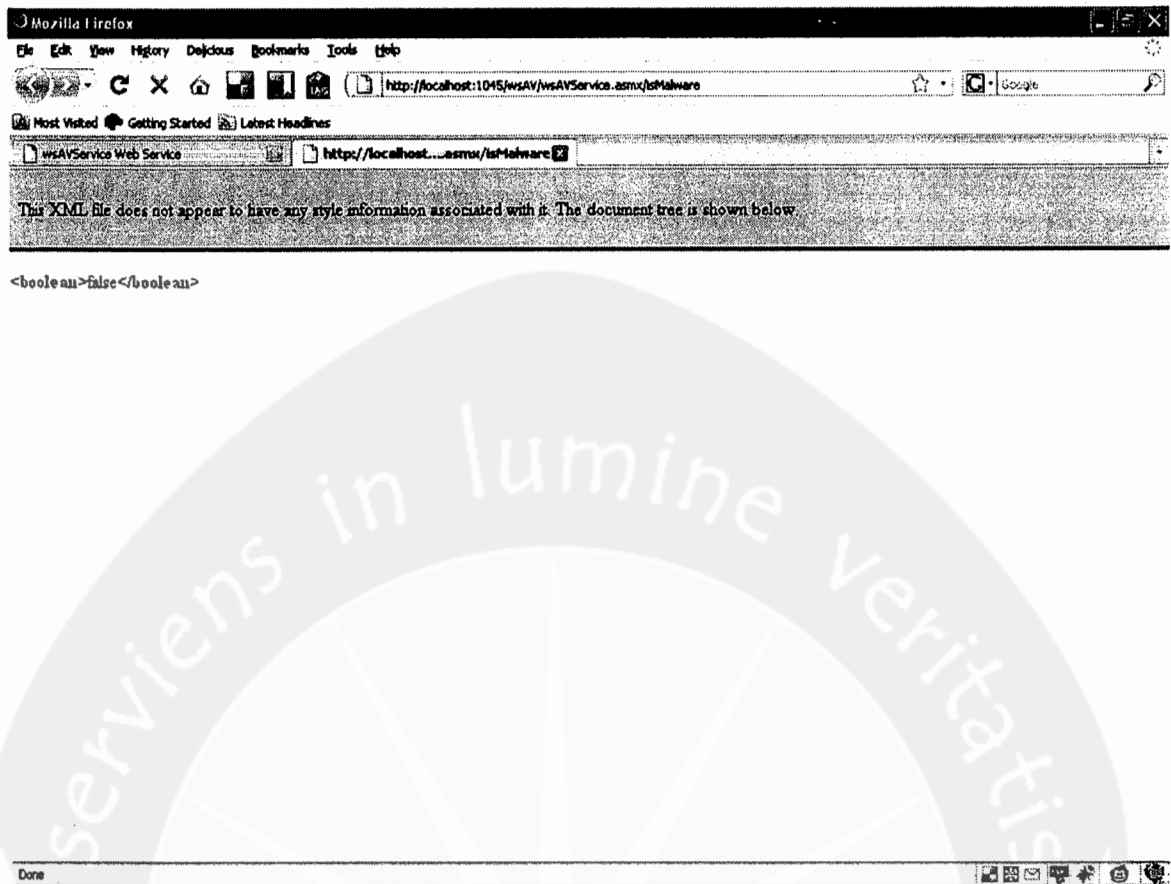 Mozilla Firefox
File Edit View History Delicious Bookmarks Tools Help
TAG http://localhost:1045/wsAV/wsAVService.asmx/isMalware Google
Most Visited Getting Started Latest Headlines
wsAVService Web Service http://localhost:...asmx/isMalware
This XML file does not appear to have any style information associated with it. The document tree is shown below.
<boolean>false</boolean>
serviens in lumine veritatis
Done